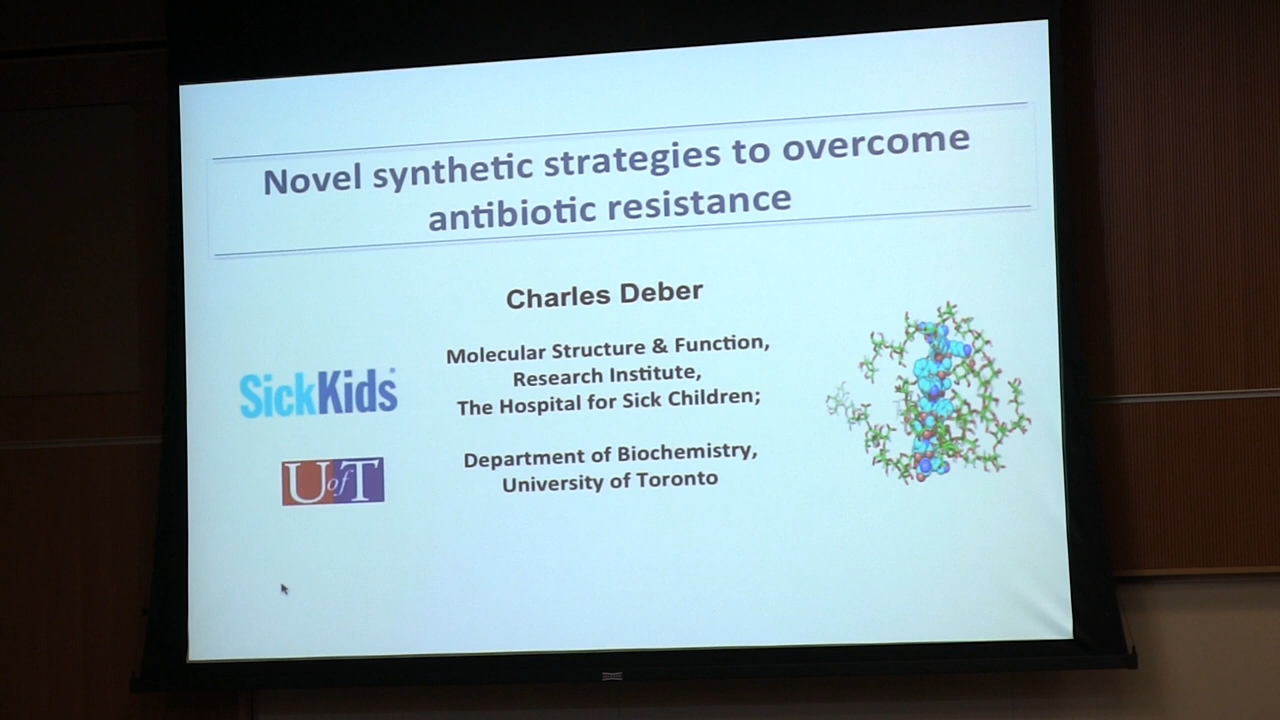 Novel synthetic strategies to overcome
antibiotic resistance
Charles Deber
Molecular Structure & Function,
Research Institute,
The Hospital for Sick Children;
SickKids
Department of Biochemistry,
University of Toronto
UofT